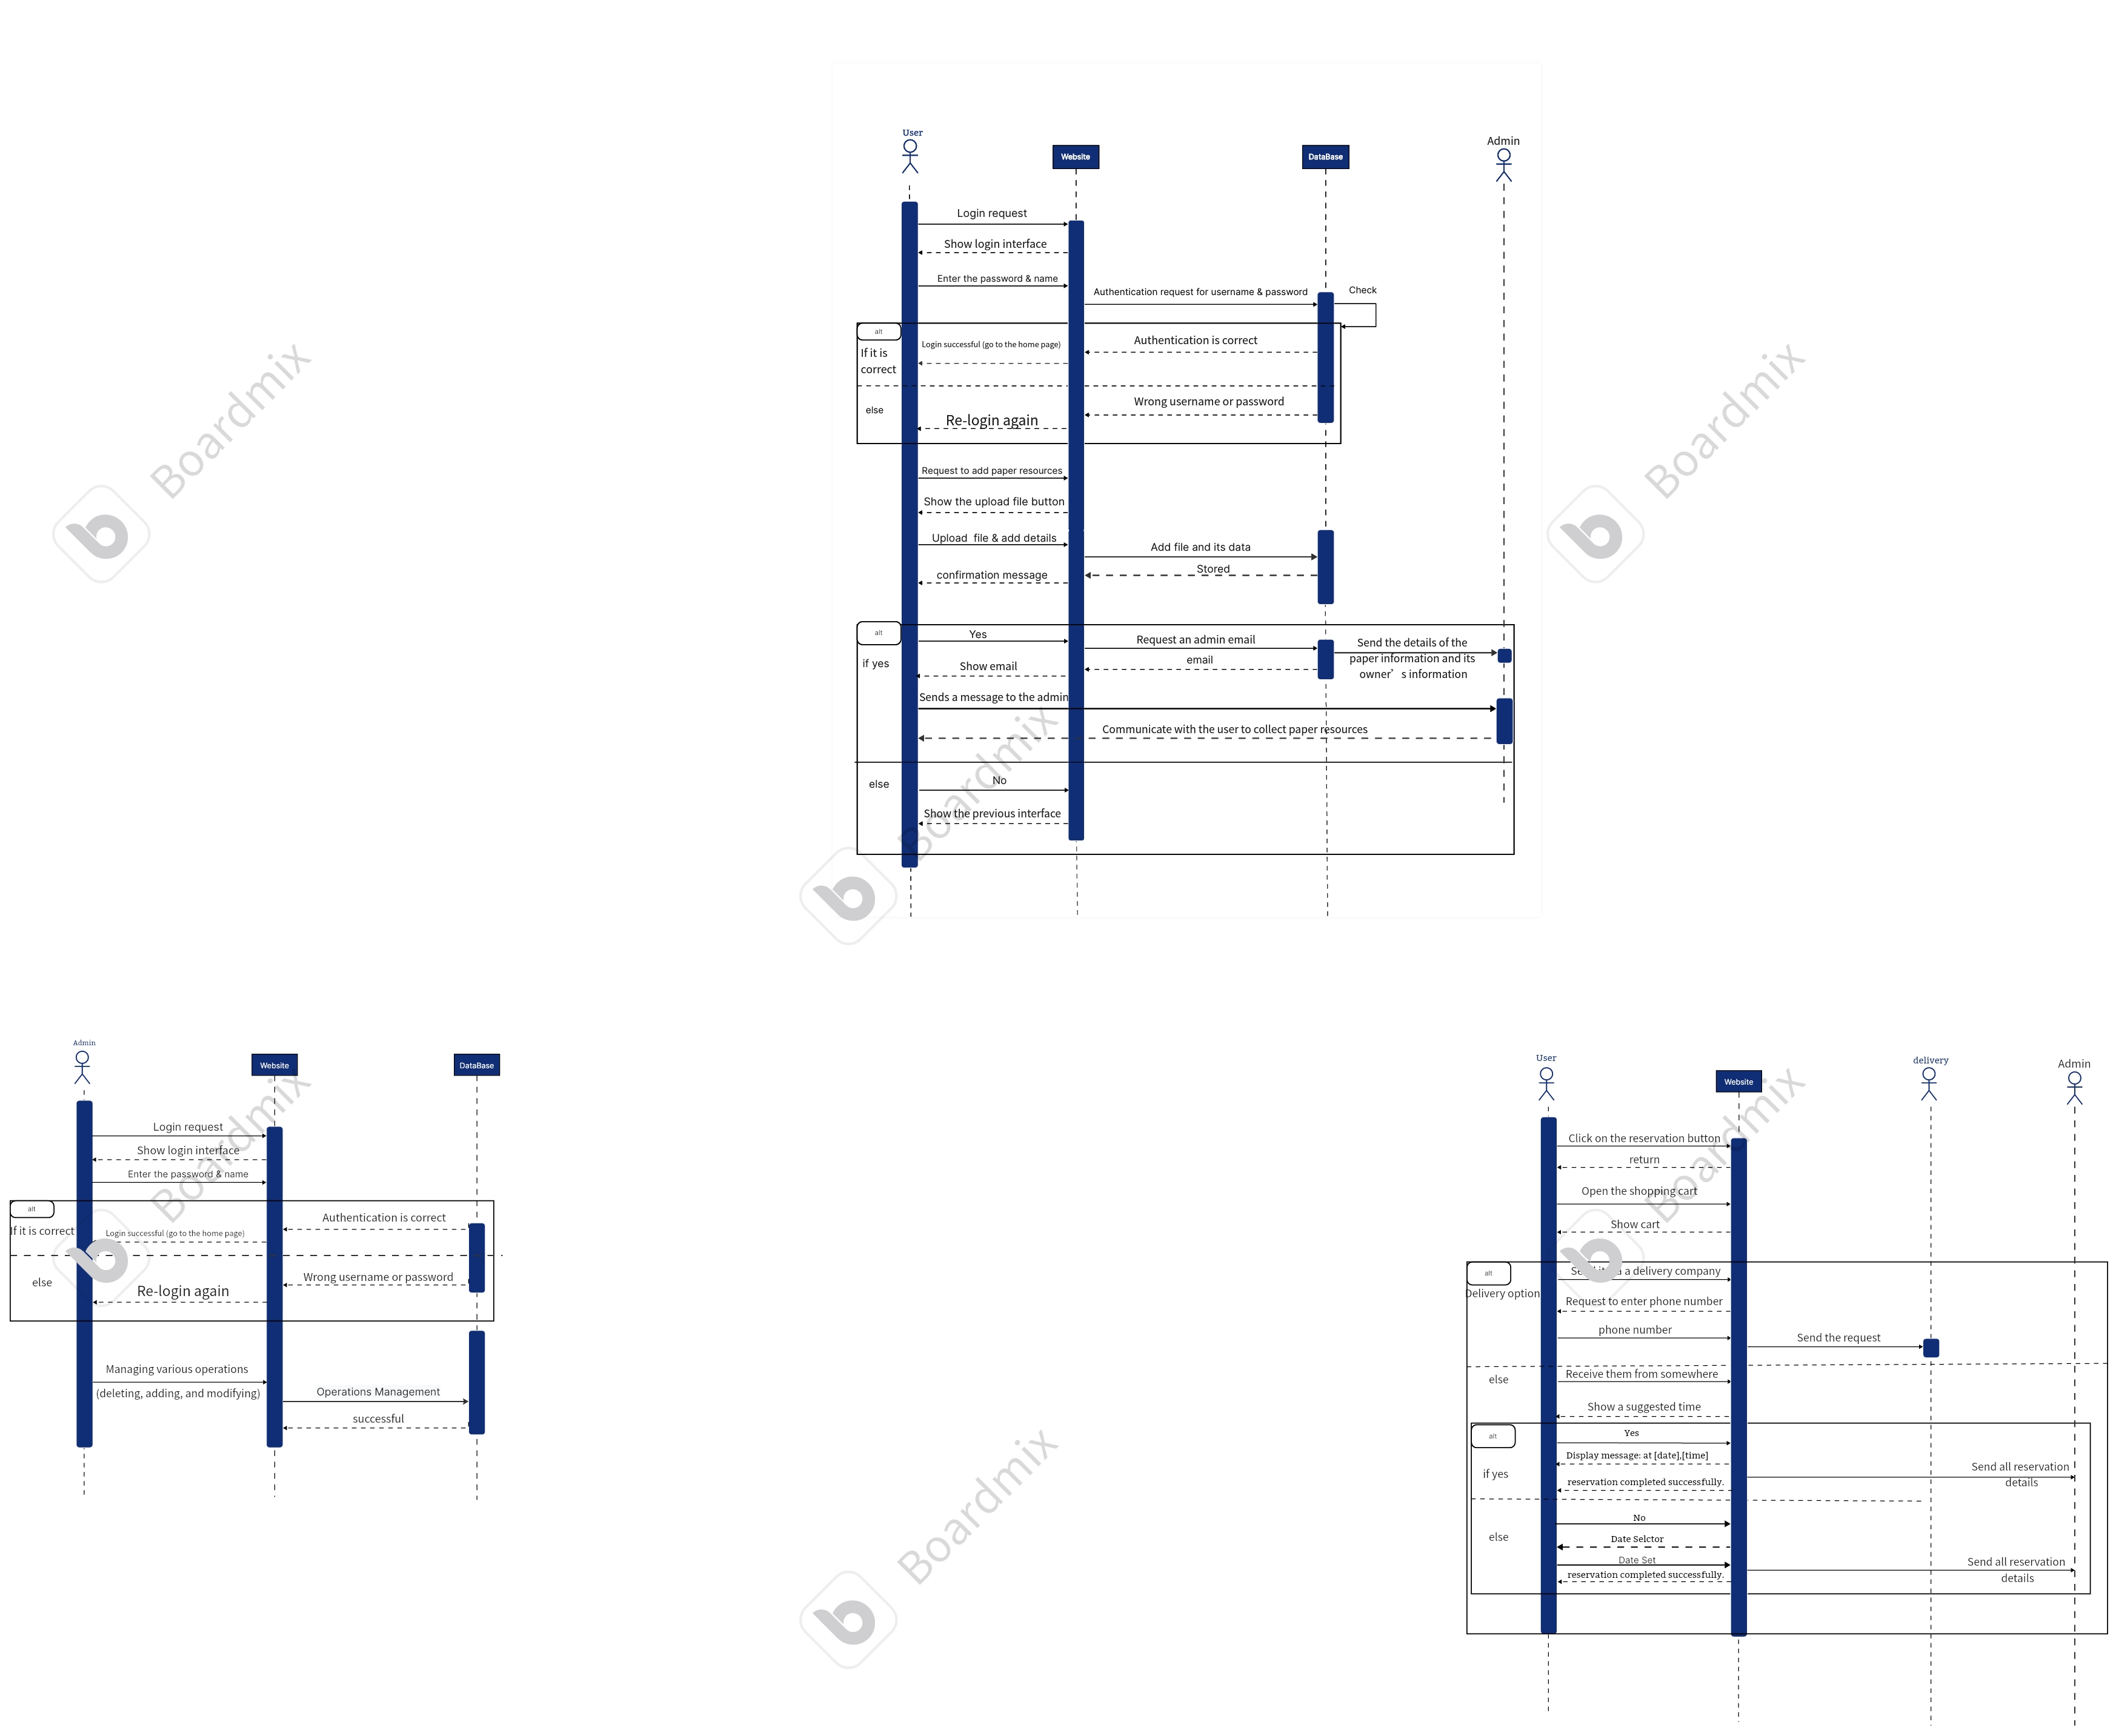 User
Admin
Website
DataBase
Login request
Show login interface
Enter the password & name
Authentication request for username & password
Check
alt
If it is
correct
Login successful (go to the home page)
Authentication is correct
else
Wrong username or password
Re-login again
Request to add paper resources
Show the upload file button
Upload file & add details
Add file and its data
Stored
confirmation message
alt
if yes
Yes
Request an admin email
Send the details of the
paper information and its
owner’s information
email
Show email
Sends a message to the admin
Communicate with the user to collect paper resources
else
No
Show the previous interface
Admin
Website
DataBase
Login request
Show login interface
Enter the password & name
alt
If it is correct
Authentication is correct
Login successful (go to the home page)
else
Wrong username or password
Re-login again
Managing various operations
(deleting, adding, and modifying)
Operations Management
successful
User
Website
delivery
Admin
Click on the reservation button
return
Open the shopping cart
Show cart
alt
Delivery option
a delivery company
Request to enter phone number
phone number
Send the request
else
Receive them from somewhere
Show a suggested time
alt
if yes
Yes
Display message: at [date],[time]
reservation completed successfully.
Send all reservation
details
else
No
Date Selctor
Date Set
reservation completed successfully.
Send all reservation
details
Boardmix
Boardmix
Boardmix
Boardmix
Boardmix
Boardmix